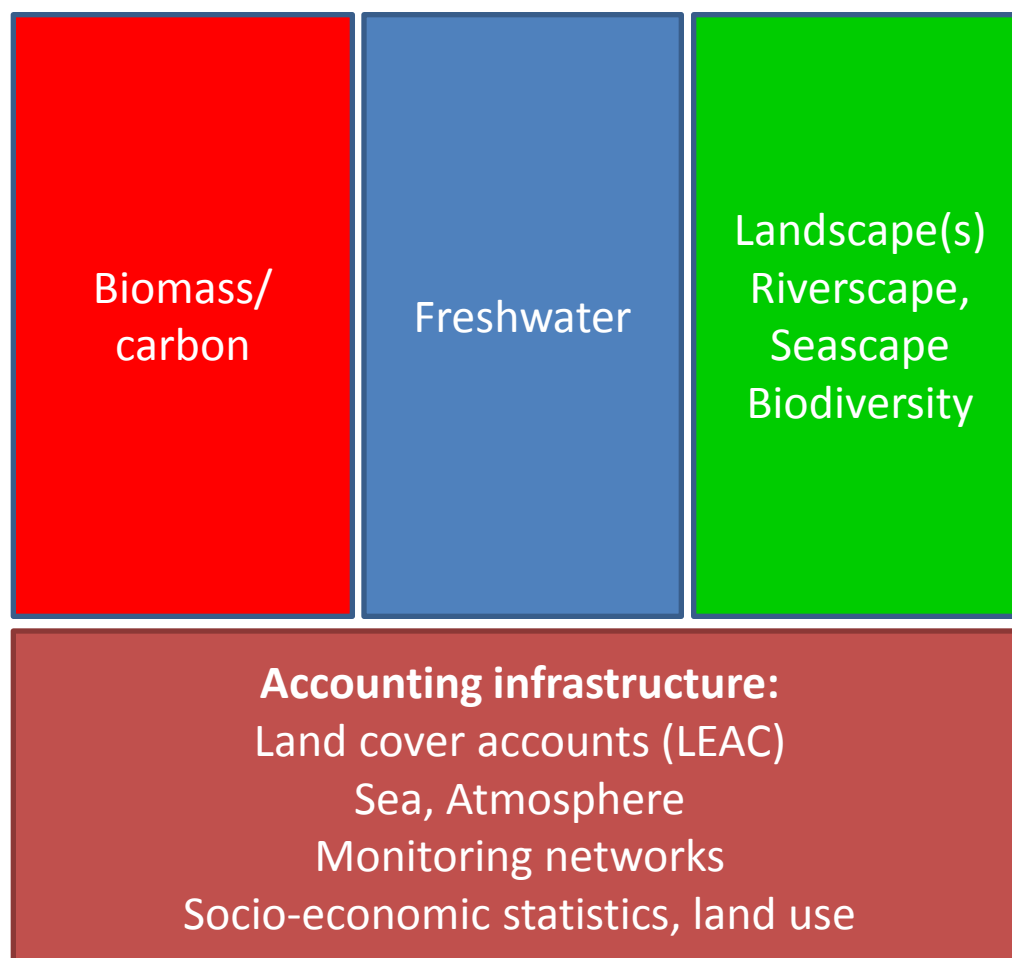 Biomass/
carbon
Freshwater
Landscape(s)
Riverscape,
Seascape
Biodiversity
Accounting infrastructure:
Land cover accounts (LEAC)
Sea, Atmosphere
Monitoring networks
Socio-economic statistics, land use